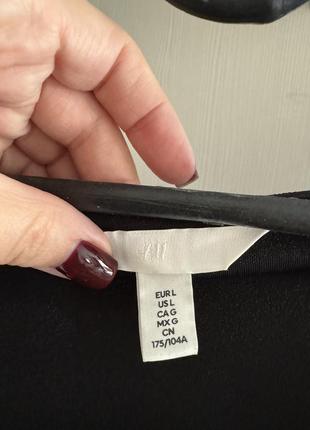 H&M
EUR L
US L
CA G
MX G
CN
175/104A